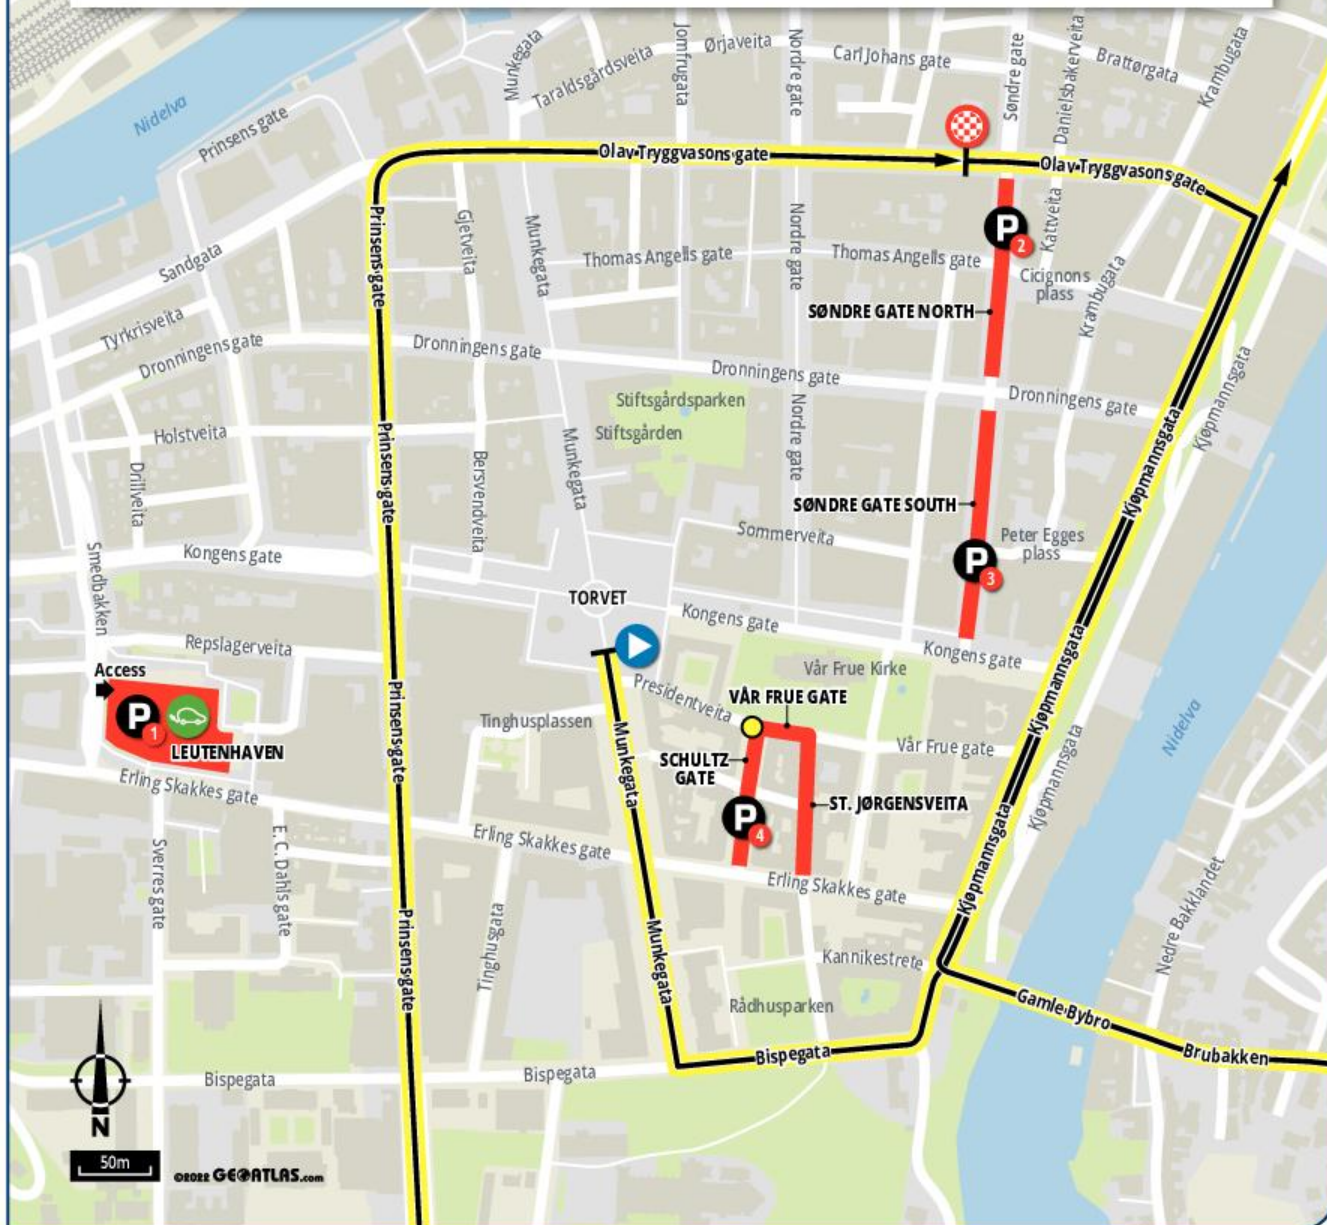 Munkegata
Taraldsgårdsveita
Jomfrugata
Ørjaveita
Nordre gate
Carl Johans gate
Søndre gate
Danielsbakerveita
Brattørgata
Krambugata
Nidelva
Prinsens gate
Olav Tryggvasons gate
Olav Tryggvasons gate
Prinsens gate
Gjetveita
Munkegata
Nordre gate
Kattveita
P
2
Sandgata
Thomas Angells gate
Thomas Angells gate
Cicignons
plass
Krambugata
SØNDRE GATE NORTH
Tyrkrisveita
Dronningens gate
Dronningens gate
Dronningens gate
Dronningens gate
Kjøpmannsgata
Stiftsgårdsparken
Stiftsgården
Nordre gate
Holstveita
Drillveita
Prinsens gate
Bersvendveita
Munkegata
Kjøpmannsgata
SØNDRE GATE SOUTH
Sommerveita
Peter Egges
plass
P
3
Smedbakken
Kongens gate
TORVET
Kongens gate
Kongens gate
Repslagerveita
Access
P
1
LEUTENHAVEN
Prinsens gate
Tinghusplassen
Presidentveita
Vår Frue Kirke
VÅR FRUE GATE
Vår Frue gate
Kjøpmannsgata
Nidelva
Munkegata
SCHULTZ
GATE
ST. JØRGENSVEITA
P
4
Kjøpmannsgata
Erling Skakkes gate
Erling Skakkes gate
Erling Skakkes gate
Kjøpmannsgata
Sverres gate
E. C. Dahls gate
Prinsens gate
Tinghusgata
Munkegata
Kannikestrete
Nedre Bakklandet
Rådhusparken
Gamle Bybro
Brubakken
Bispegata
Bispegata
Bispegata
N
50m
©2022 GEOATLAS.com